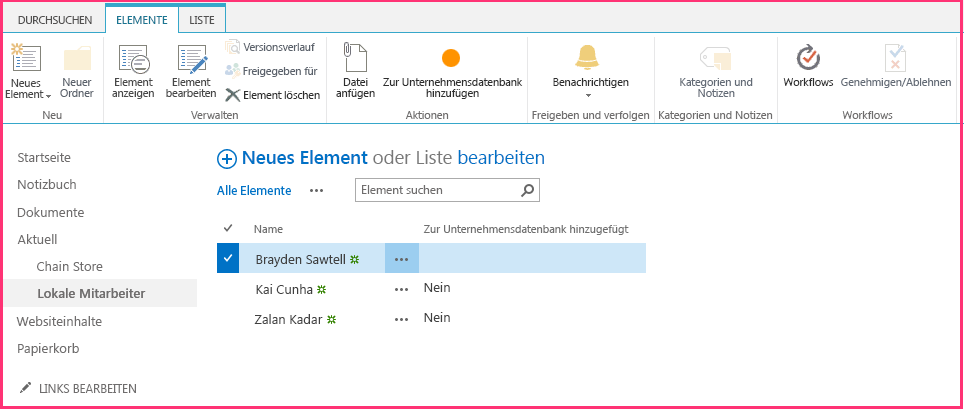 DURCHSUCHEN ELEMENTE LISTE
Neues Element
Neuer Ordner
Element anzeigen
Element bearbeiten
Versionsverlauf
Freigegeben für
Element löschen
Datei anfügen
Zur Unternehmensdatenbank hinzufügen
Benachrichtigen
Kategorien und Notizen
Workflows
Genehmigen/Ablehnen
Neu Verwalten Aktionen Freigeben und verfolgen Kategorien und Notizen Workflows
Startseite
Notizbuch
Dokumente
Aktuell
Chain Store
Lokale Mitarbeiter
Websiteinhalte
Papierkorb
LINKS BEARBEITEN
Neues Element oder Liste bearbeiten
Alle Elemente ••• Element suchen
Name Zur Unternehmensdatenbank hinzugefügt
Brayden Sawtell •••
Kai Cunha ••• Nein
Zalan Kadar ••• Nein